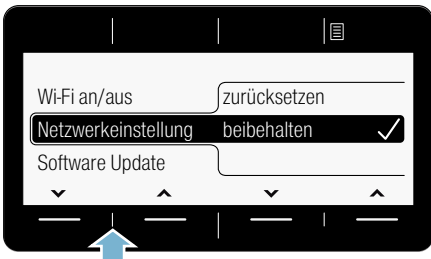 Wi-Fi an/aus zurücksetzen
Netzwerkeinstellung beibehalten
Software Update